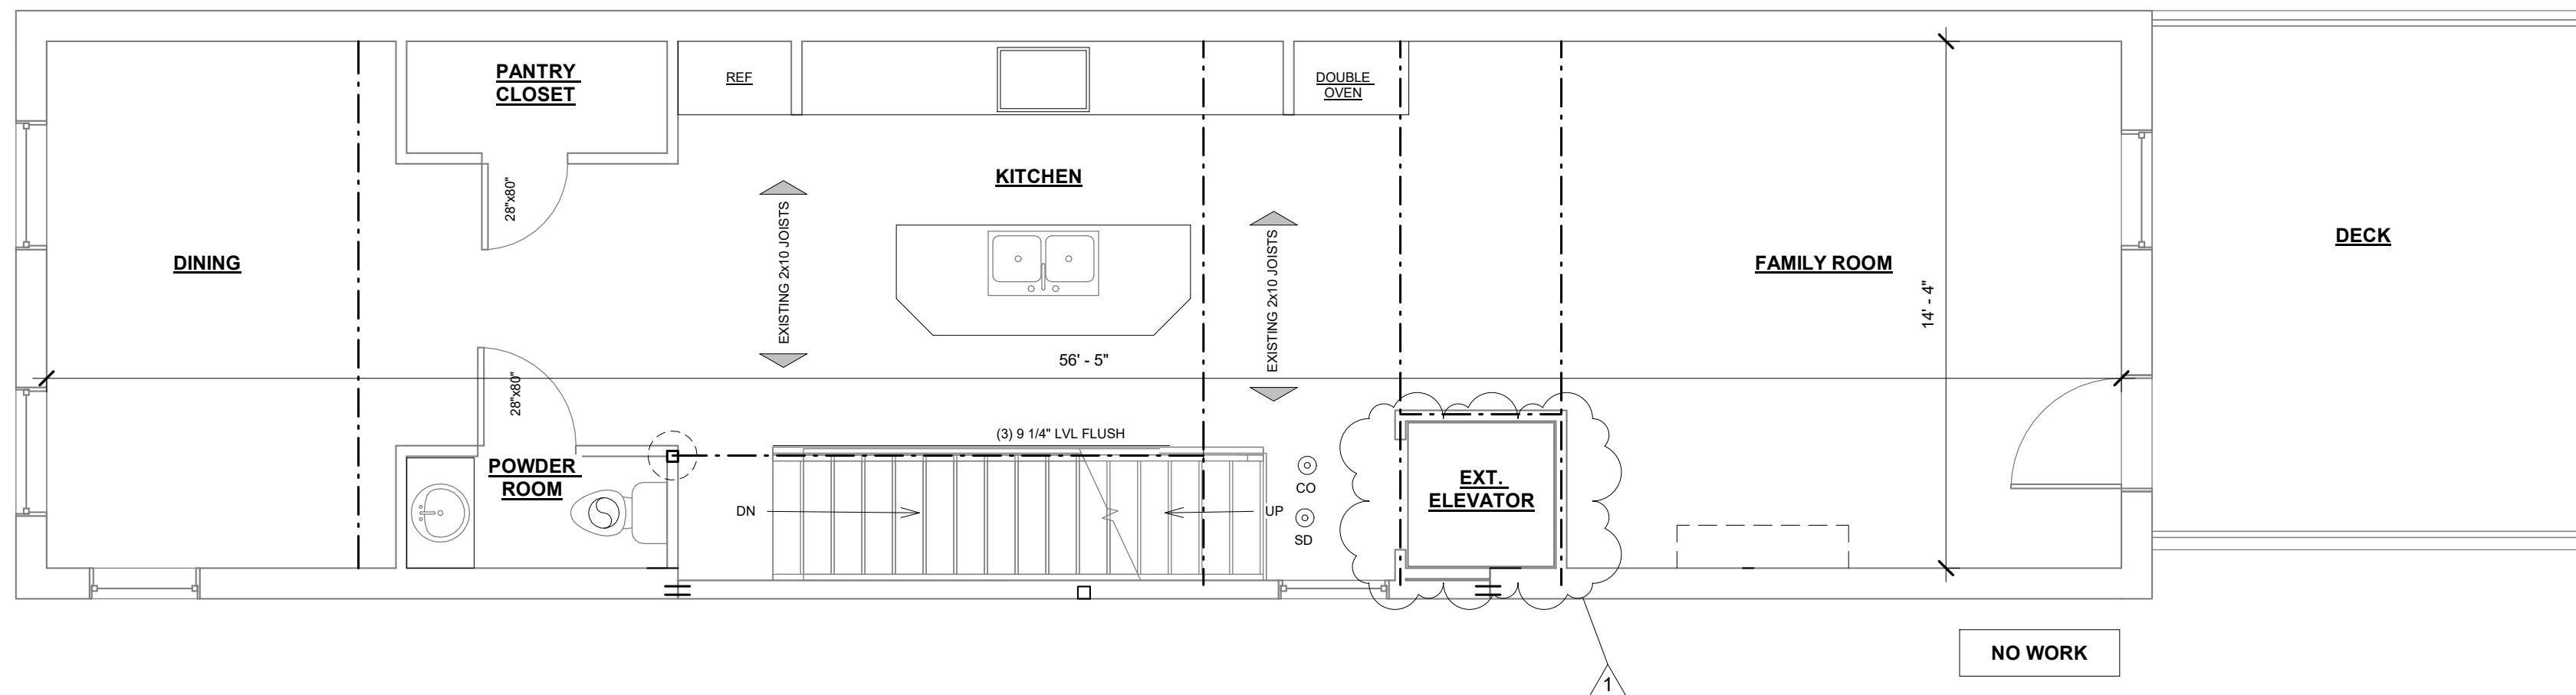 PANTRY
CLOSET
REF
DOUBLE
OVEN
28"x80"
KITCHEN
EXISTING 2x10 JOISTS
EXISTING 2x10 JOISTS
DINING
FAMILY ROOM
DECK
14' - 4"
56' - 5"
28"x80"
(3) 9 1/4" LVL FLUSH
POWDER
ROOM
DN
UP
CO
SD
EXT.
ELEVATOR
NO WORK
1